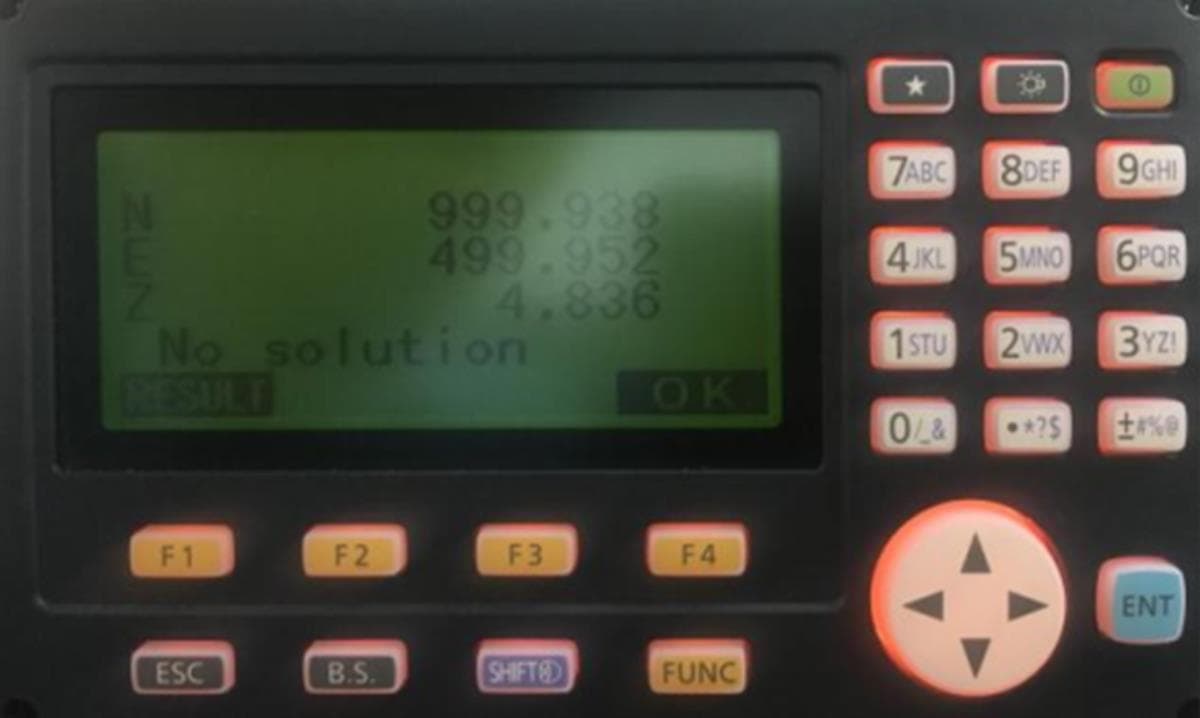 N 999.938
E 499.952
Z 4.836
No solution
RESULT OK
7ABC 8DEF 9GHI
4JKL 5MNO 6PQR
1STU 2VWX 3YZ!
0/_& •*?$ ±#%@
F1 F2 F3 F4
ENT
ESC B.S. SHIFT FUNC